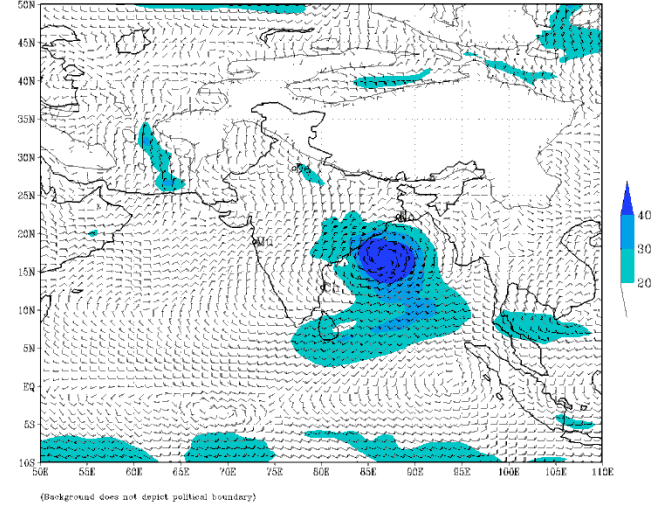 50N
45N
40N
35N
30N
25N
20N
15N
10N
5N
EQ
5S
10S
50E 55E 60E 65E 70E 75E 80E 85E 90E 95E 100E 105E 110E
Mu
40
30
20
(Background does not depict political boundary)